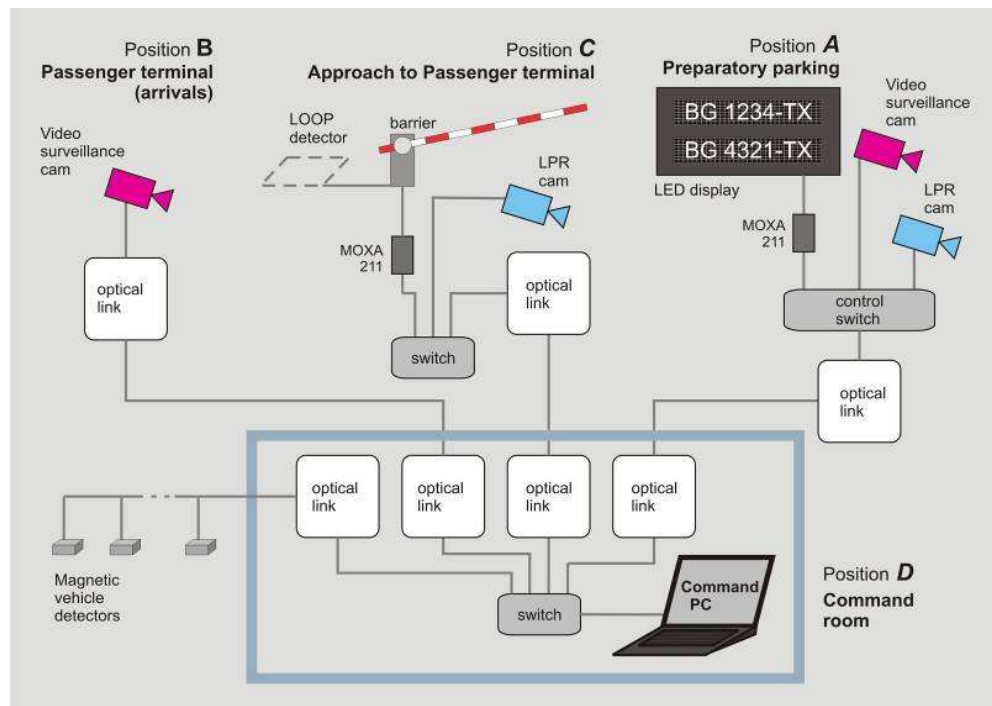 Position B
Passenger terminal
(arrivals)
Video
surveillance
cam
optical
link
Position C
Approach to Passenger terminal
LOOP
detector
barrier
LPR
cam
MOXA
211
optical
link
switch
Position A
Preparatory parking
BG 1234-TX
BG 4321-TX
LED display
Video
surveillance
cam
LPR
cam
MOXA
211
control
switch
optical
link
optical
link
optical
link
optical
link
optical
link
Magnetic
vehicle
detectors
switch
Command
PC
Position D
Command
room